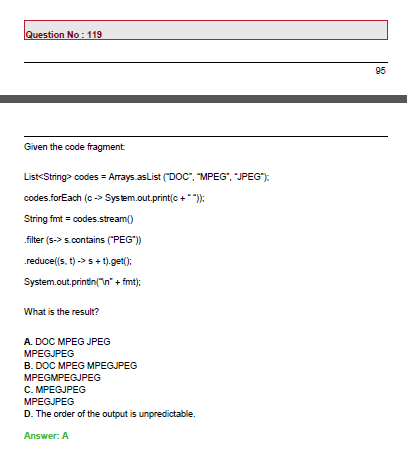 Question No : 119
95
Given the code fragment:
List<String> codes = Arrays.asList ("DOC", "MPEG", "JPEG");
codes.forEach (c -> System.out.print(c + " "));
String fmt = codes.stream()
.filter (s-> s.contains ("PEG"))
.reduce((s, t) -> s + t).get();
System.out.println("\n" + fmt);
What is the result?
A. DOC MPEG JPEG
MPEGJPEG
B. DOC MPEG MPEGJPEG
MPEGMPEGJPEG
C. MPEGJPEG
MPEGJPEG
D. The order of the output is unpredictable.
Answer: A